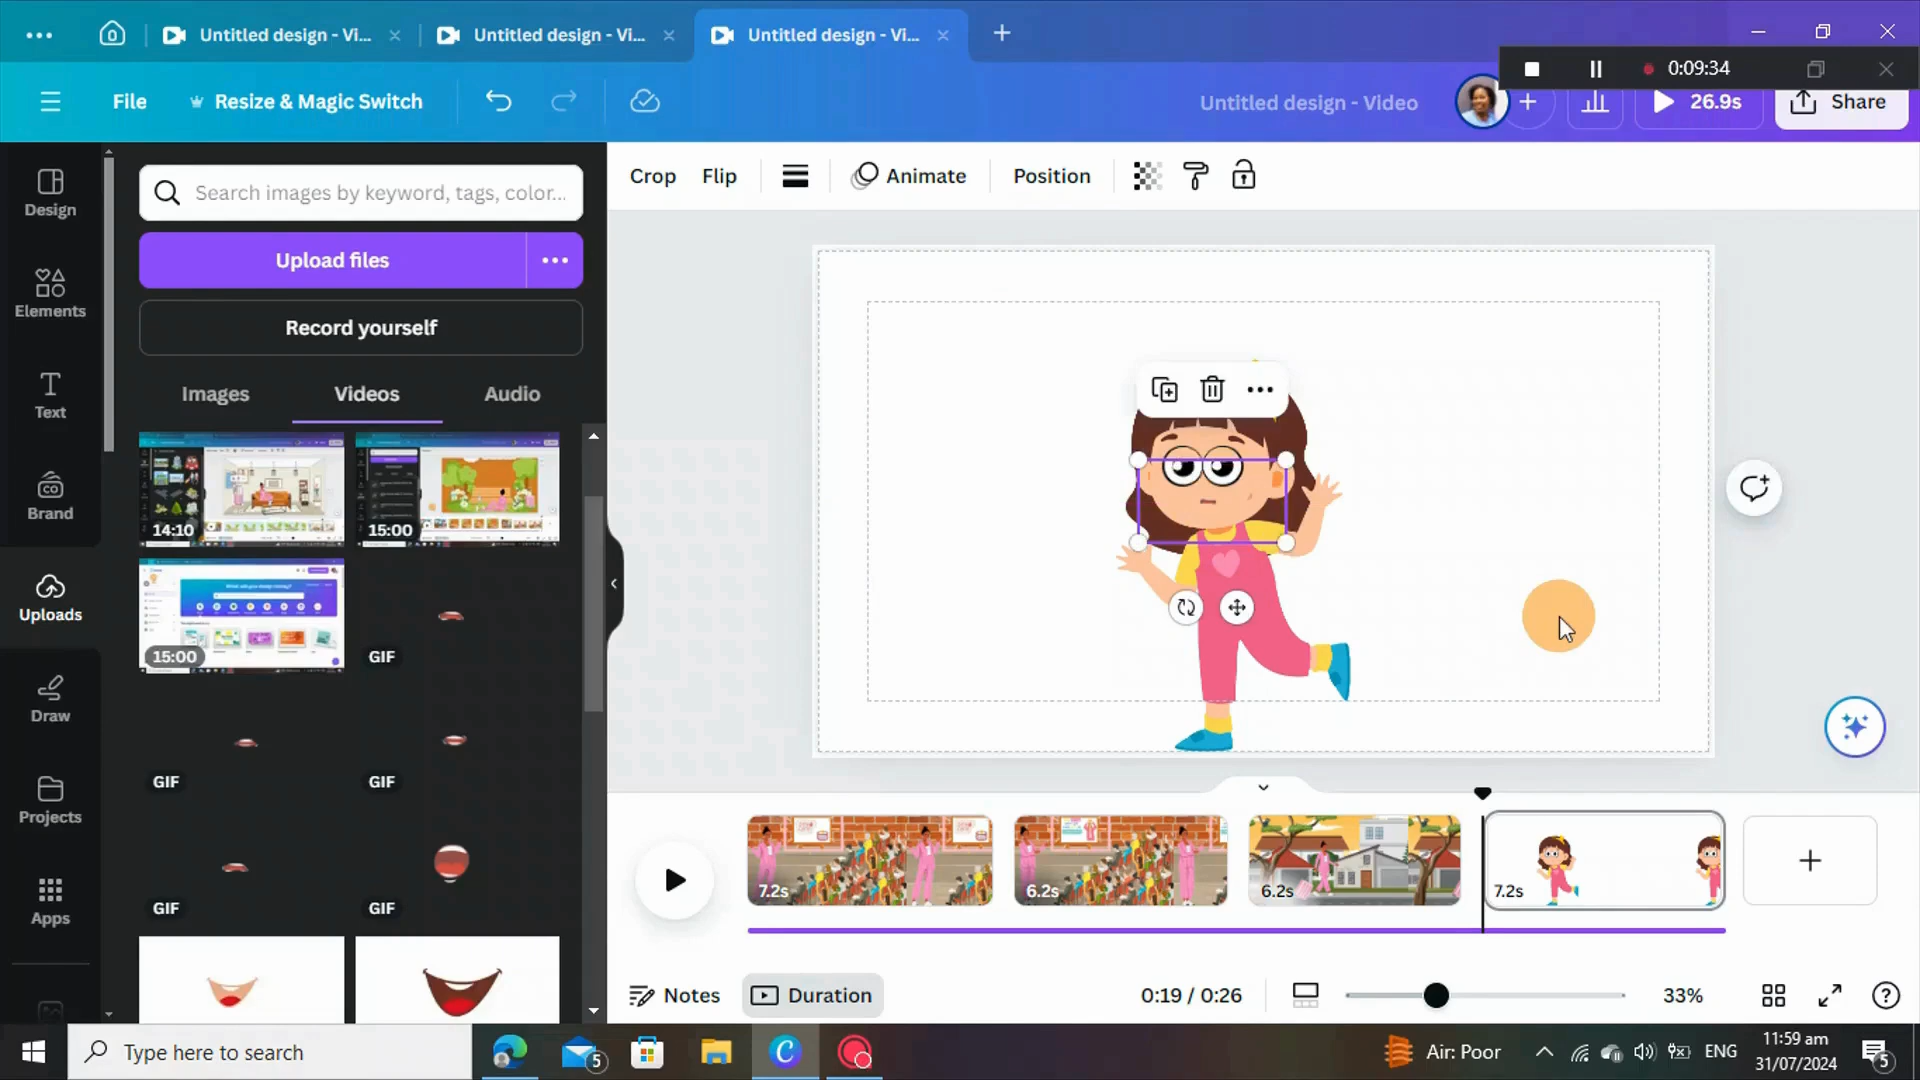 Untitled design - Vi...
Untitled design - Vi...
Untitled design - Vi...
0:09:34
File
Resize & Magic Switch
Untitled design - Video
26.9s
Share
Design
Elements
Text
Brand
Uploads
Draw
Projects
Apps
Search images by keyword, tags, color...
Upload files
Record yourself
Images
Videos
Audio
14:10
15:00
15:00
GIF
GIF
GIF
GIF
GIF
Crop
Flip
Animate
Position
7.2s
6.2s
6.2s
7.2s
Notes
Duration
0:19 / 0:26
33%
Type here to search
5
Air: Poor
ENG
11:59 am
31/07/2024
5